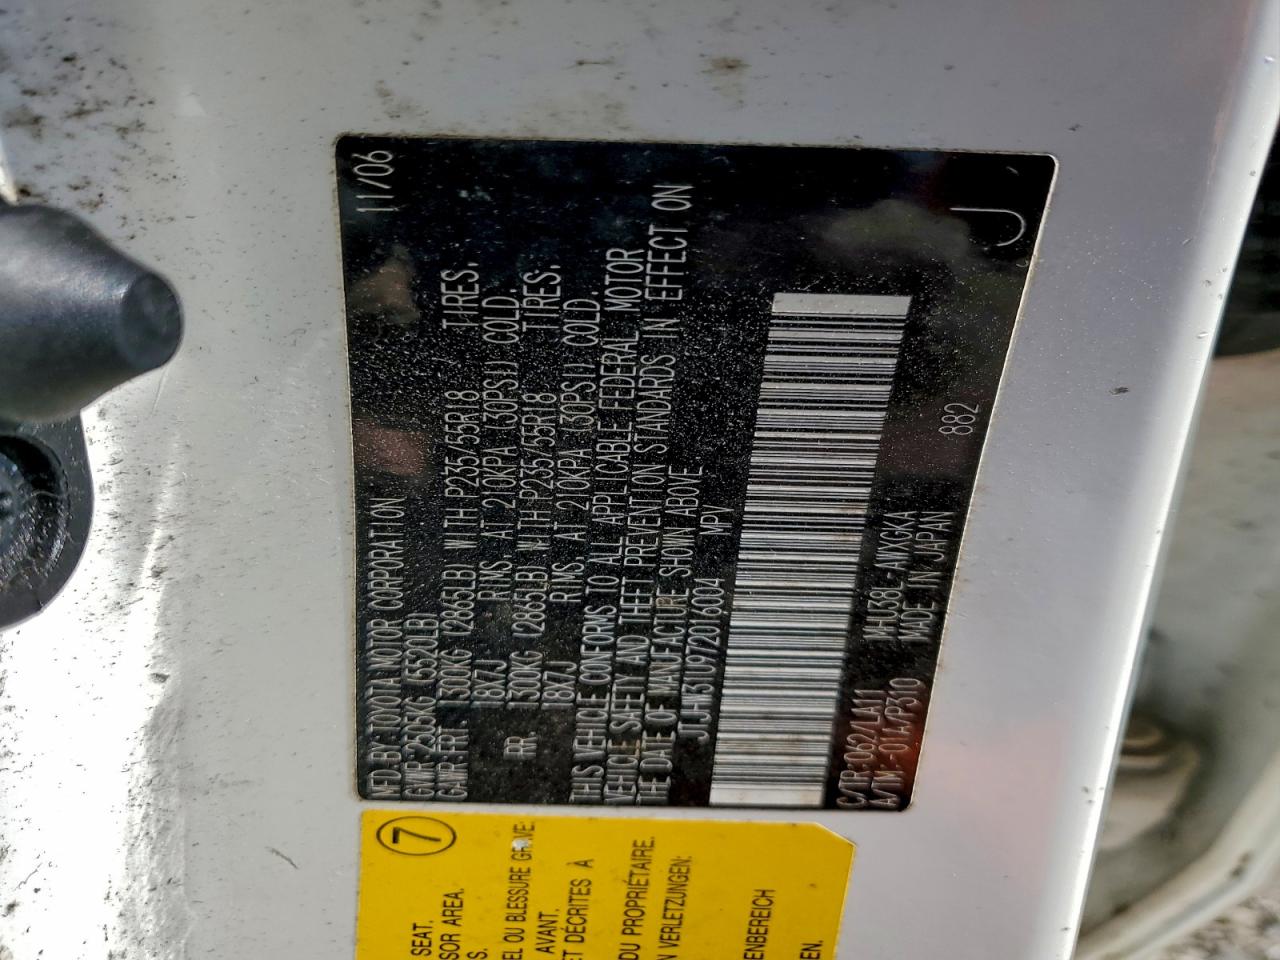 MFD.BY:TOYOTA MOTOR CORPORATION 11/06
GVWR 2505KG 5520LB
GAWR:FRT. 1300KG (2865LB) WITH P235/55R18 TIRES,
18X7J RIMS, AT 210KPA (30PSI) COLD.
RR. 1300KG (2865LB) WITH P235/55R18 TIRES,
18X7J RIMS, AT 210KPA (30PSI) COLD.
THIS VEHICLE CONFORMS TO ALL APPLICABLE FEDERAL MOTOR
VEHICLE SAFETY AND THEFT PREVENTION STANDARDS IN EFFECT ON
THE DATE OF MANUFACTURE SHOWN ABOVE.
JTJHW31U972016004 MPV
C/TR:062/LA11 MHU38L-AWXGKA 882
A/TM:-01A/P310 MADE IN JAPAN J
7
SEAT.
SOR AREA.
S.
EL OU BLESSURE GRAVE:
AVANT.
ET DÉCRITES À
DU PROPRIÉTAIRE.
N VERLETZUNGEN:
ENBEREICH
EN.